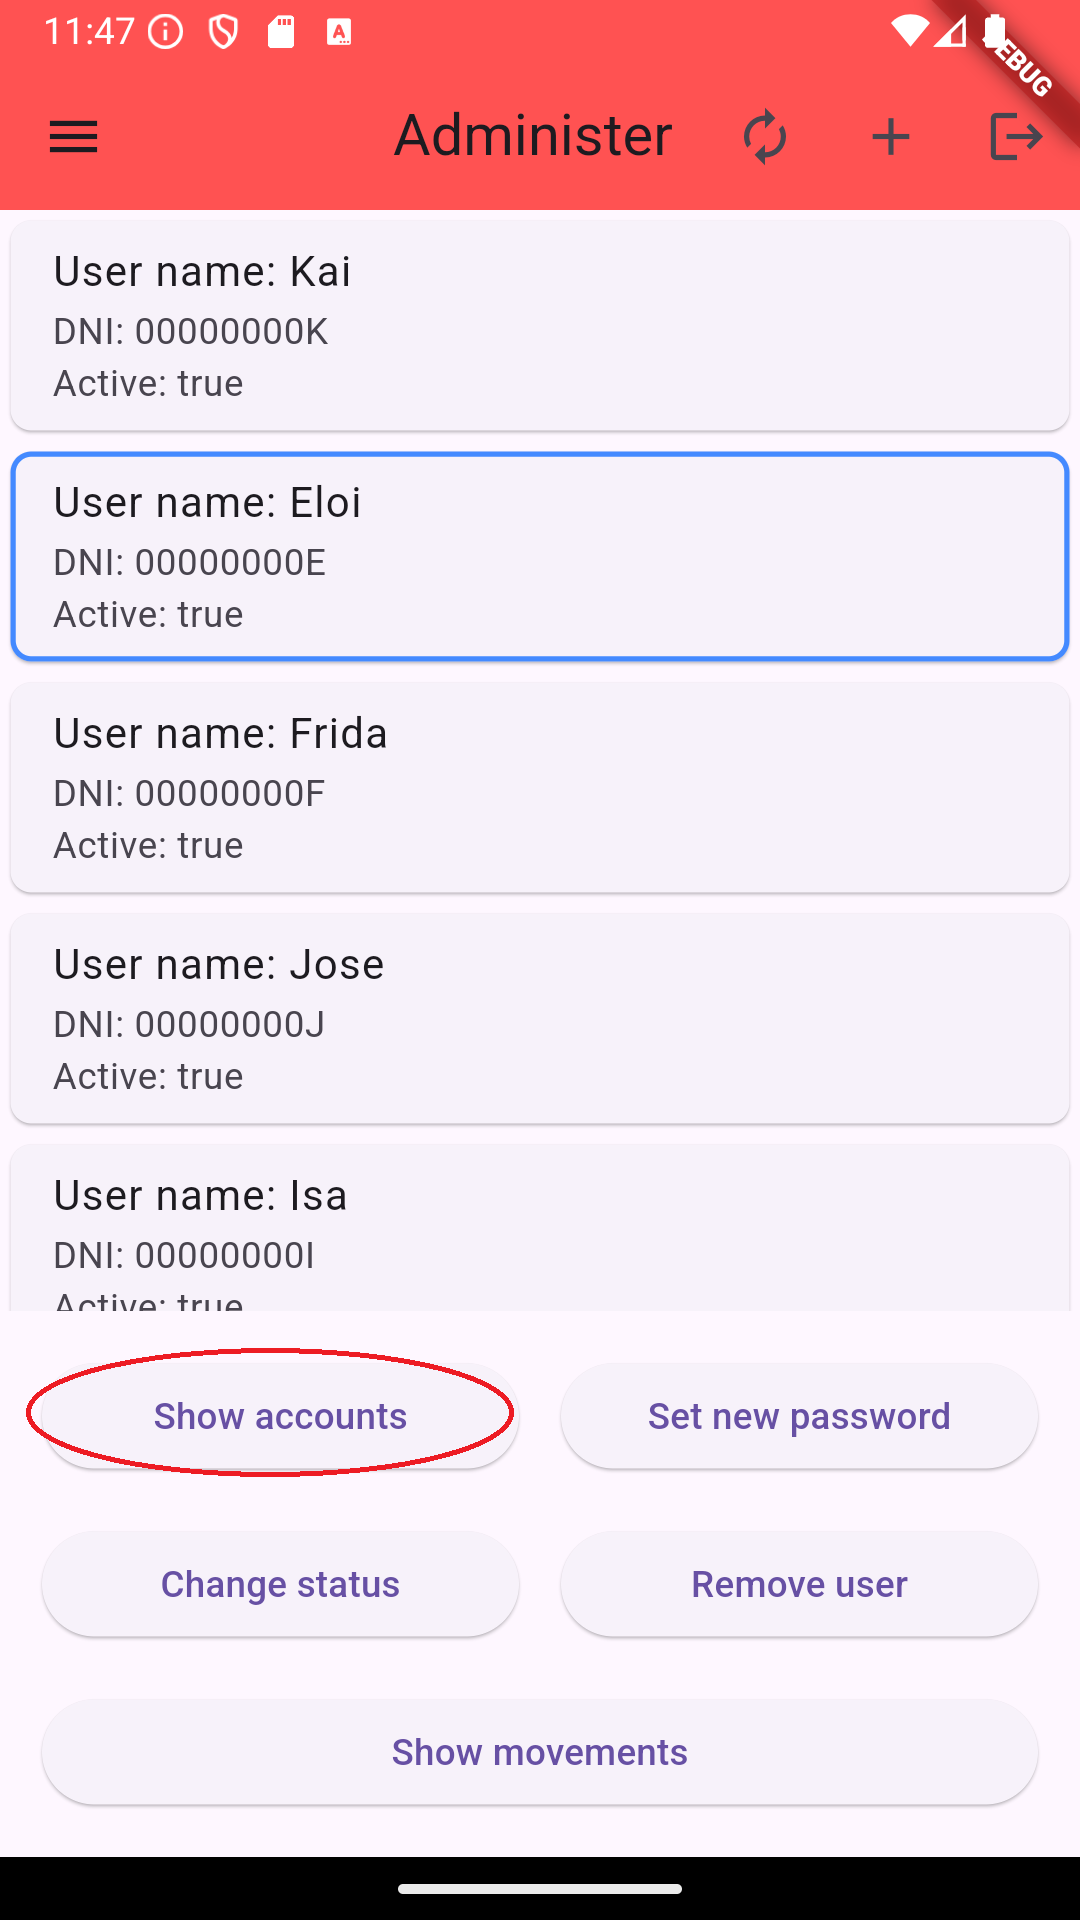 11:47
DEBUG
Administer
User name: Kai
DNI: 00000000K
Active: true
User name: Eloi
DNI: 00000000E
Active: true
User name: Frida
DNI: 00000000F
Active: true
User name: Jose
DNI: 00000000J
Active: true
User name: Isa
DNI: 00000000I
Active: true
Show accounts
Set new password
Change status
Remove user
Show movements